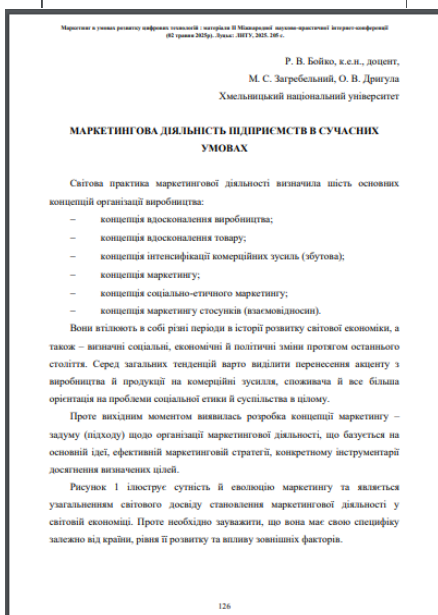 Маркетинг в умовах розвитку цифрових технологій : матеріали ІІ Міжнародної науково-практичної інтернет-конференції
(02 травня 2025р). Луцьк: ЛНТУ, 2025. 205 с.
Р. В. Бойко, к.е.н., доцент,
М. С. Загребельний, О. В. Дригула
Хмельницький національний університет
МАРКЕТИНГОВА ДІЯЛЬНІСТЬ ПІДПРИЄМСТВ В СУЧАСНИХ
УМОВАХ
Світова практика маркетингової діяльності визначила шість основних
концепцій організації виробництва:
– концепція вдосконалення виробництва;
– концепція вдосконалення товару;
– концепція інтенсифікації комерційних зусиль (збутова);
– концепція маркетингу;
– концепція соціально-етичного маркетингу;
– концепція маркетингу стосунків (взаємовідносин).
Вони втілюють в собі різні періоди в історії розвитку світової економіки, а
також – визначні соціальні, економічні й політичні зміни протягом останнього
століття. Серед загальних тенденцій варто виділити перенесення акценту з
виробництва й продукції на комерційні зусилля, споживача й все більша
орієнтація на проблеми соціальної етики й суспільства в цілому.
Проте вихідним моментом виявилась розробка концепції маркетингу –
задуму (підходу) щодо організації маркетингової діяльності, що базується на
основній ідеї, ефективній маркетинговій стратегії, конкретному інструментарії
досягнення визначених цілей.
Рисунок 1 ілюструє сутність й еволюцію маркетингу та являється
узагальненням світового досвіду становлення маркетингової діяльності у
світовій економіці. Проте необхідно зауважити, що вона має свою специфіку
залежно від країни, рівня її розвитку та впливу зовнішніх факторів.
126